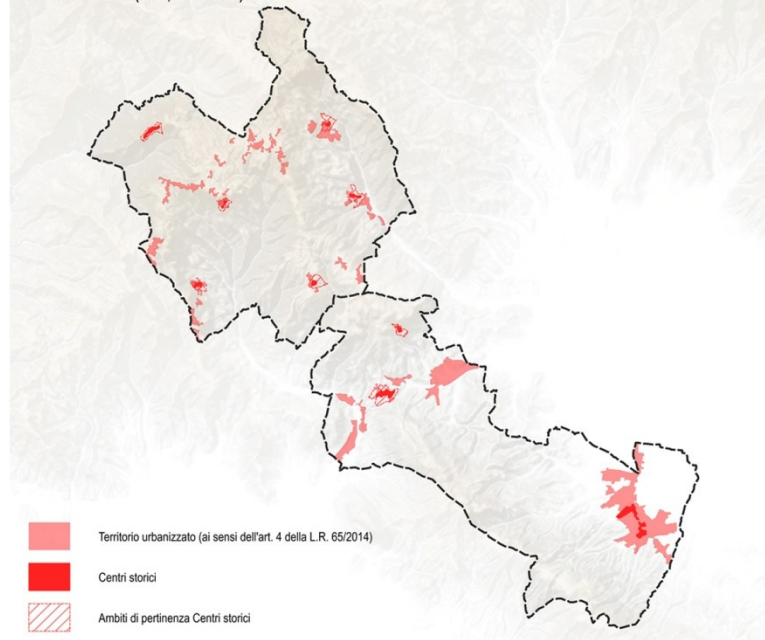 Territorio urbanizzato (ai sensi dell'art. 4 della L.R. 65/2014)
Centri storici
Ambiti di pertinenza Centri storici